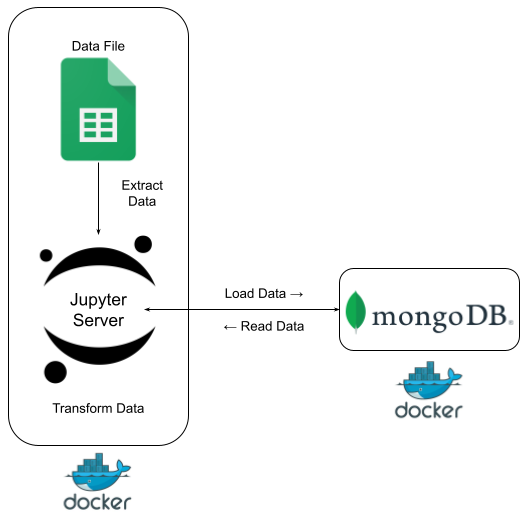 Data File
Extract
Data
Jupyter
Server
Transform Data
docker
Load Data →
← Read Data
mongoDB®
docker